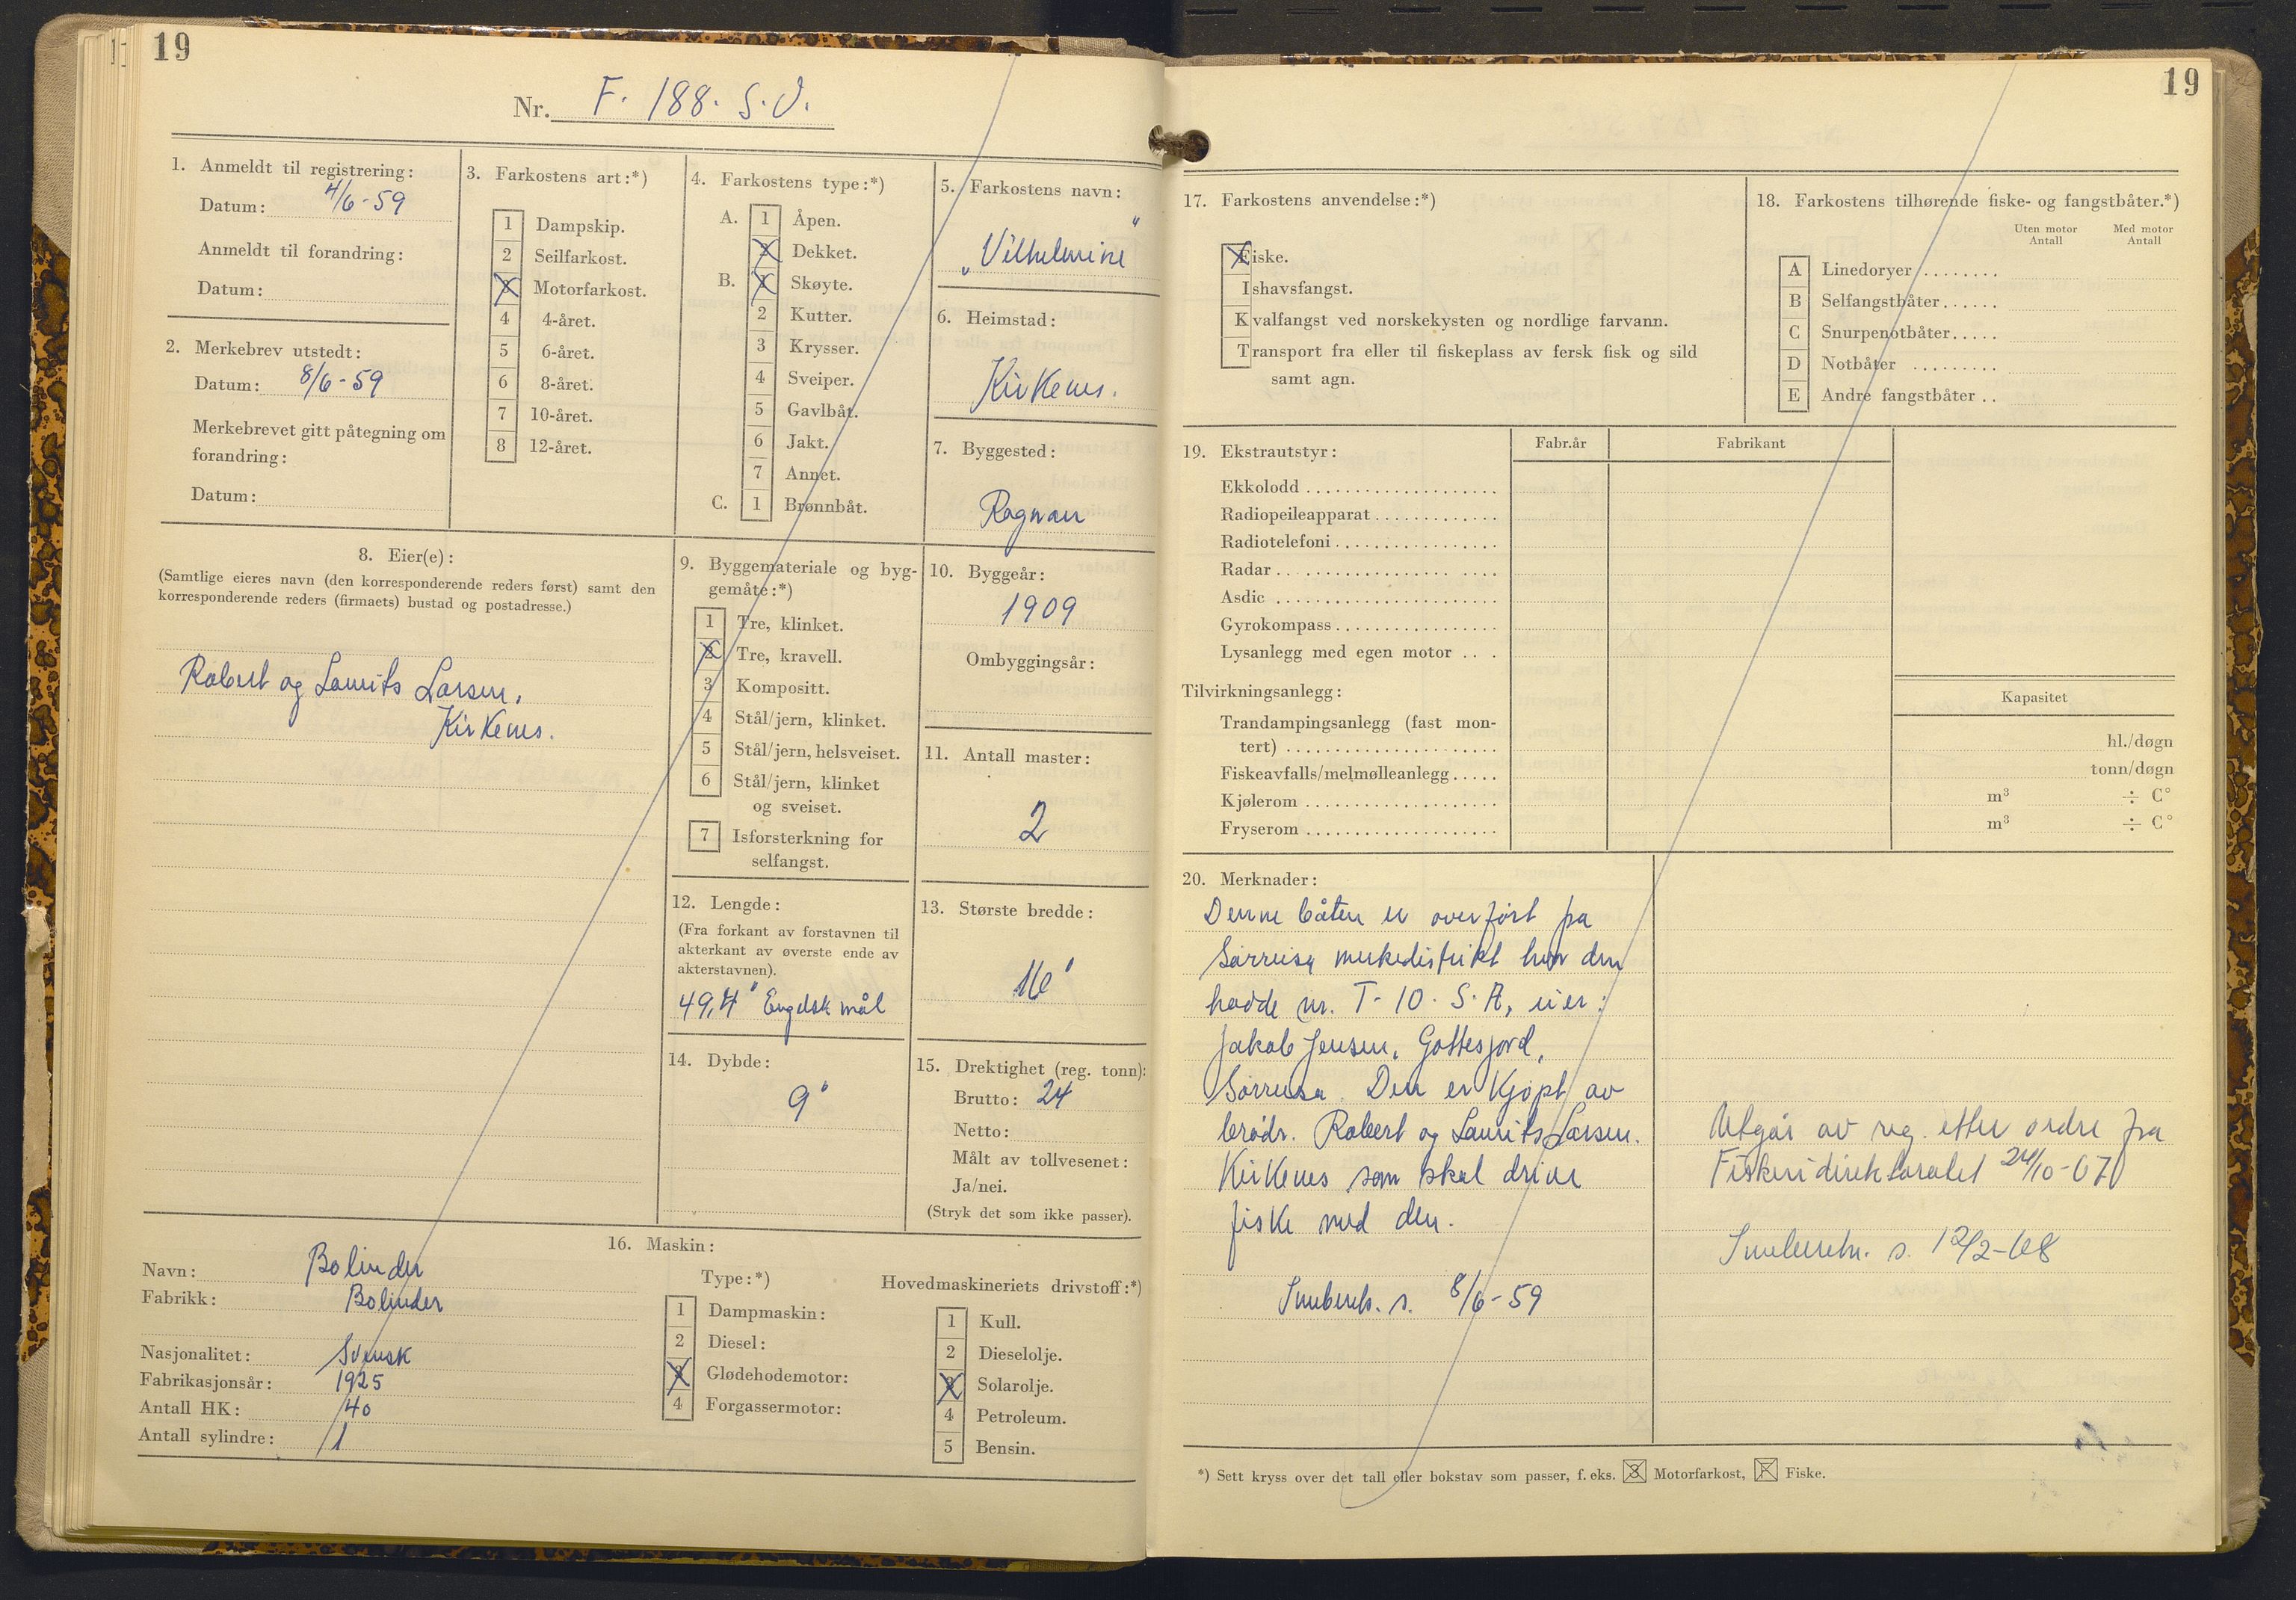 19
Nr. F. 188. S.V.
1. Anmeldt til registrering:
Datum: 4/6-59
Anmeldt til forandring:
Datum:
2. Merkebrev utstedt:
Datum: 8/6-59
Merkebrevet gitt påtegning om
forandring:
Datum:
3. Farkostens art:*)
1 Dampskip.
2 Seilfarkost.
3 Motorfarkost.
4 4-året.
5 6-året.
6 8-året.
7 10-året.
8 12-året.
4. Farkostens type:*)
A. 1 Åpen.
2 Dekket.
B. 1 Skøyte.
2 Kutter.
3 Krysser.
4 Sveiper.
5 Gavlbåt.
6 Jakt.
7 Annet.
C. 1 Brønnbåt.
5. Farkostens navn:
„Vilhelmine"
6. Heimstad:
Kirkenes.
7. Byggested:
Rognan
8. Eier(e):
(Samtlige eieres navn (den korresponderende reders først) samt den
korresponderende reders (firmaets) bustad og postadresse.)
Robert og Laurits Larsen,
Kirkenes.
9. Byggemateriale og byg-
gemåte:*)
1 Tre, klinket.
2 Tre, kravell.
3 Kompositt.
4 Stål/jern, klinket.
5 Stål/jern, helsveiset.
6 Stål/jern, klinket
og sveiset.
7 Isforsterkning for
selfangst.
10. Byggeår:
1909
Ombyggingsår:
11. Antall master:
2
12. Lengde:
(Fra forkant av forstavnen til
akterkant av øverste ende av
akterstavnen).
49,4' Engelsk mål
13. Største bredde:
16'
14. Dybde:
9'
15. Drektighet (reg. tonn):
Brutto: 24
Netto:
Målt av tollvesenet:
Ja/nei.
(Stryk det som ikke passer).
16. Maskin:
Navn: Bolinder
Fabrikk: Bolinder
Nasjonalitet: Svensk
Fabrikasjonsår: 1925
Antall HK: 40
Antall sylindre: 1
Type:*)
1 Dampmaskin:
2 Diesel:
3 Glødehodemotor:
4 Forgassermotor:
Hovedmaskineriets drivstoff:*)
1 Kull.
2 Dieselolje.
3 Solarolje.
4 Petroleum.
5 Bensin.
19
17. Farkostens anvendelse:*)
Fiske.
Ishavsfangst.
Kvalfangst ved norskekysten og nordlige farvann.
Transport fra eller til fiskeplass av fersk fisk og sild
samt agn.
18. Farkostens tilhørende fiske- og fangstbåter.*)
Uten motor Antall
Med motor Antall
A Linedoryer ........
B Selfangstbåter......
C Snurpenotbåter.....
D Notbåter .........
E Andre fangstbåter ..
19. Ekstrautstyr:
Fabr.år
Fabrikant
Ekkolodd ....................
Radiopeileapparat .............
Radiotelefoni .................
Radar ....................
Asdic .......................
Gyrokompass .................
Lysanlegg med egen motor ....
Tilvirkningsanlegg:
Kapasitet
Trandampingsanlegg (fast mon-
tert) ...................... hl./døgn
Fiskeavfalls/melmølleanlegg ..... tonn/døgn
Kjølerom .................... m³ ÷ C°
Fryserom .................... m³ ÷ C°
20. Merknader:
Denne båten er overført fra
Sørreisa merkedistrikt hvor den
hadde nr. T-10-S.A, eier:
Jakob Jensen, Gottesjord,
Sørreisa. Den er kjøpt av
brødr. Robert og Laurits Larsen.
Kirkenes som skal drive
fiske med den.
s. 8/6-59
Utgår av reg. etter ordre fra
Fiskeridirektoratet 24/10-67
s. 12/2-68
*) Sett kryss over det tall eller bokstav som passer, f. eks. 3 Motorfarkost, F Fiske.